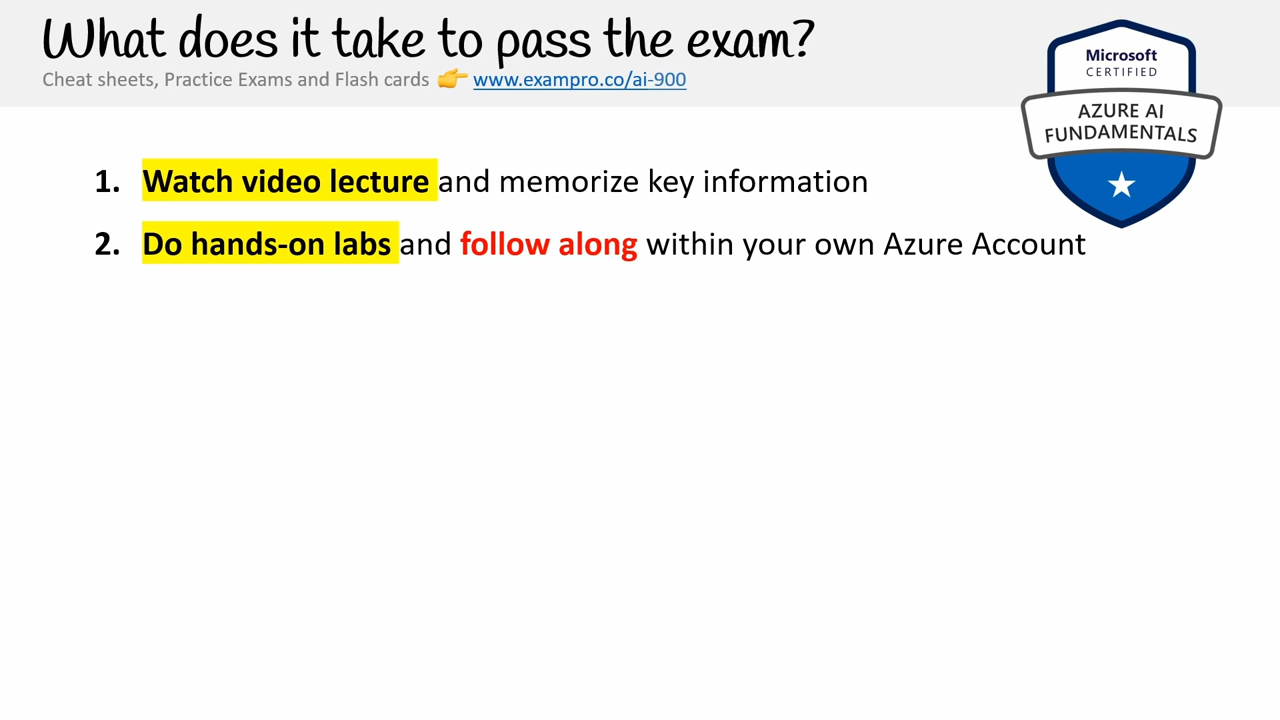 What does it take to pass the exam?
Cheat sheets, Practice Exams and Flash cards 👉 www.exampro.co/ai-900
Microsoft
CERTIFIED
AZURE AI
FUNDAMENTALS
1. Watch video lecture and memorize key information
2. Do hands-on labs and follow along within your own Azure Account